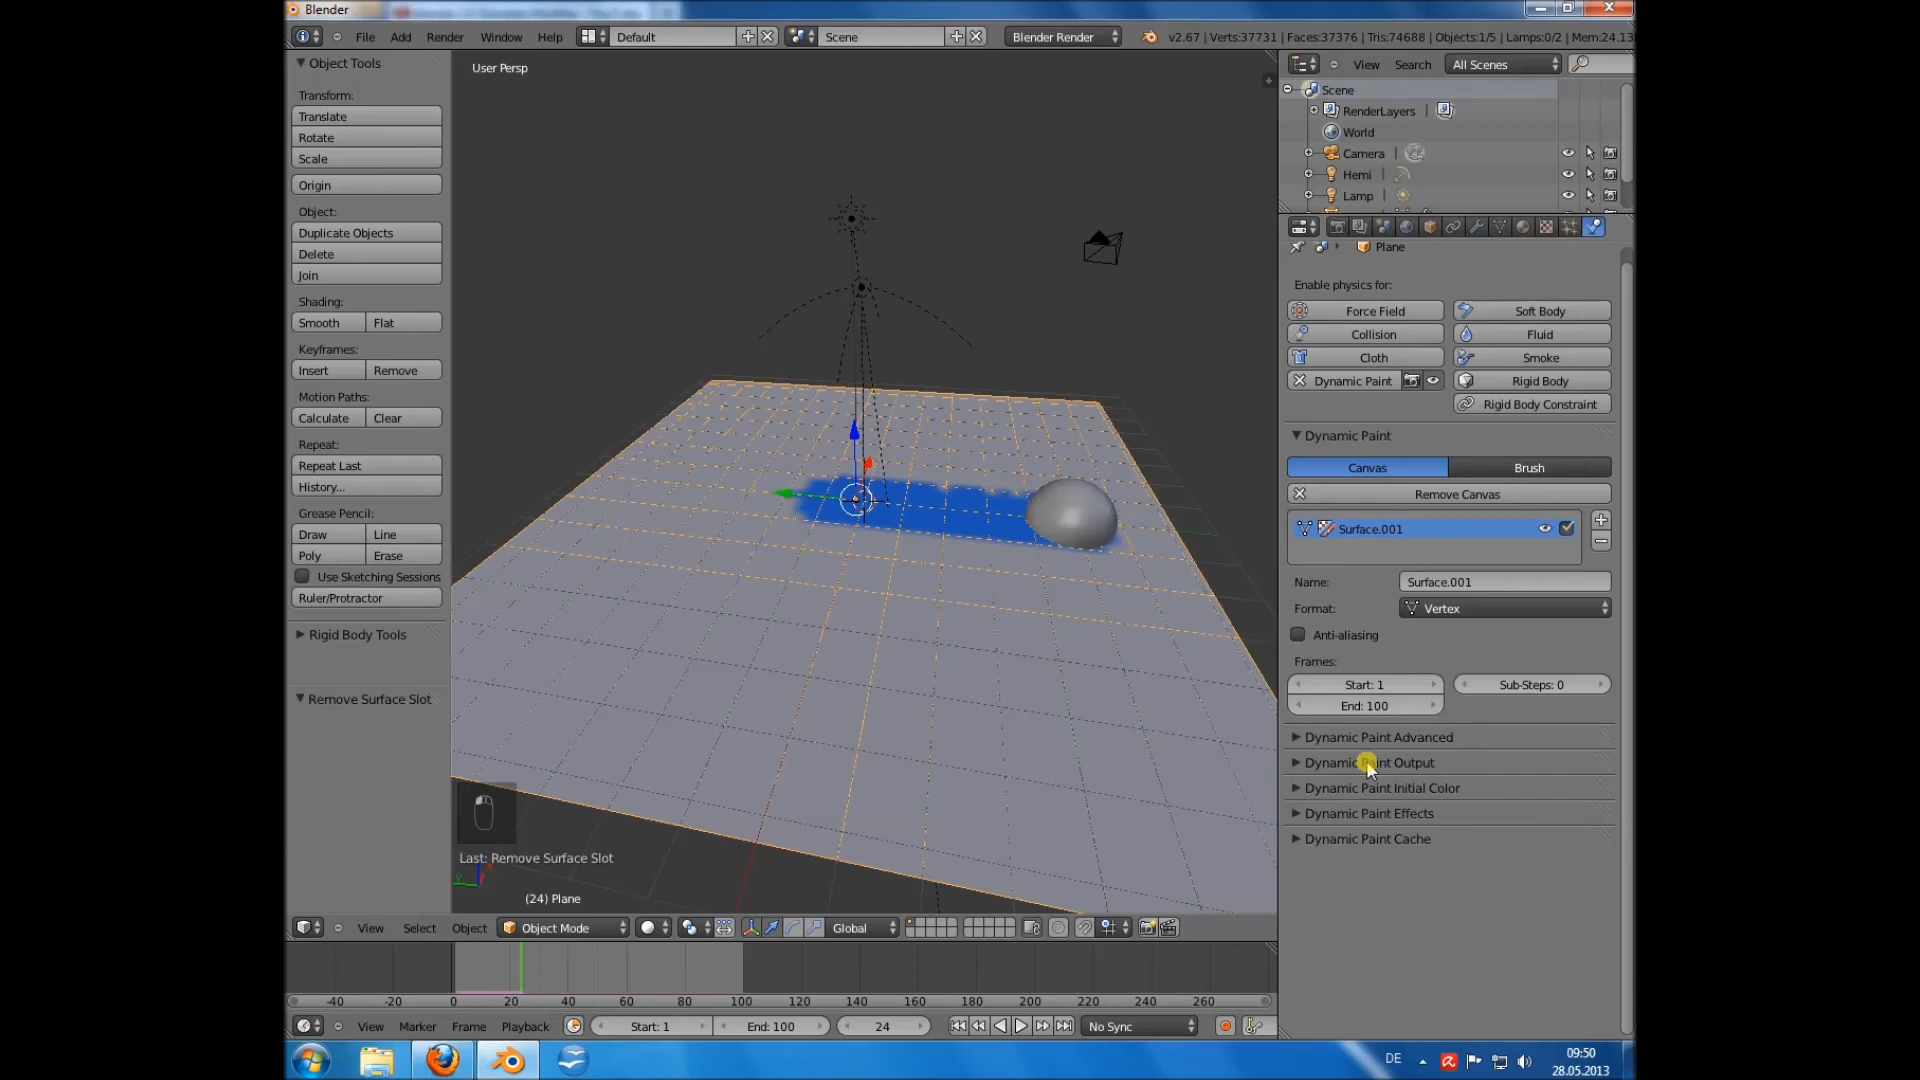 Blender
File Add Render Window Help Default Scene Blender Render v2.67 | Verts:37731 | Faces:37376 | Tris:74688 | Objects:1/5 | Lamps:0/2 | Mem:24.13
Object Tools
Transform:
Translate
Rotate
Scale
Origin
Object:
Duplicate Objects
Delete
Join
Shading:
Smooth Flat
Keyframes:
Insert Remove
Motion Paths:
Calculate Clear
Repeat:
Repeat Last
History...
Grease Pencil:
Draw Line
Poly Erase
Use Sketching Sessions
Ruler/Protractor
Rigid Body Tools
Remove Surface Slot
User Persp
Last: Remove Surface Slot
y
(24) Plane
View Select Object Object Mode Global
-40 -20 0 20 40 60 80 100 120 140 160 180 200 220 240 260
View Marker Frame Playback Start: 1 End: 100 24 No Sync
View Search All Scenes
Scene
RenderLayers
World
Camera
Hemi
Lamp
Plane
Enable physics for:
Force Field Soft Body
Collision Fluid
Cloth Smoke
Dynamic Paint Rigid Body
Rigid Body Constraint
Dynamic Paint
Canvas Brush
Remove Canvas
Surface.001
Name: Surface.001
Format: Vertex
Anti-aliasing
Frames:
Start: 1 Sub-Steps: 0
End: 100
Dynamic Paint Advanced
Dynamic Paint Output
Dynamic Paint Initial Color
Dynamic Paint Effects
Dynamic Paint Cache
DE
09:50
28.05.2013